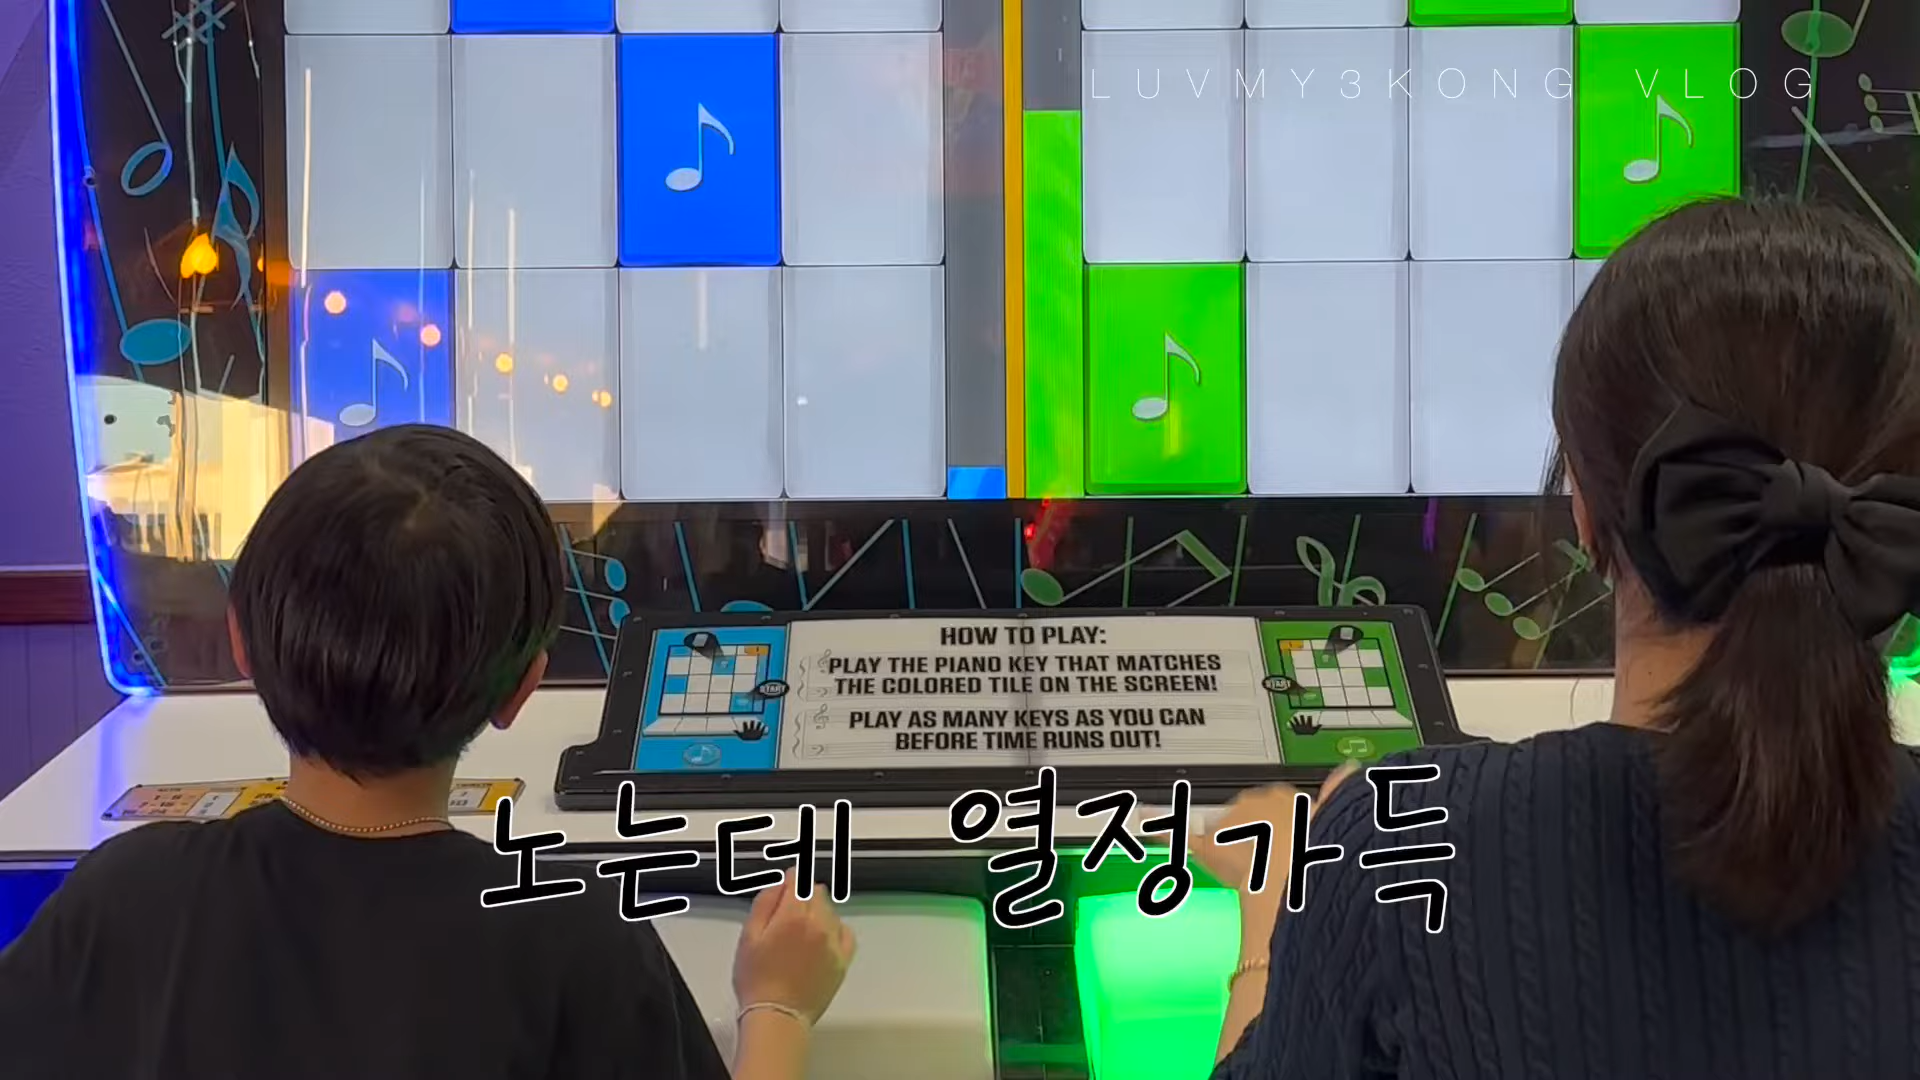 LUVMY3KONG VLOG
HOW TO PLAY:
PLAY THE PIANO KEY THAT MATCHES
THE COLORED TILE ON THE SCREEN!
PLAY AS MANY KEYS AS YOU CAN
BEFORE TIME RUNS OUT!
START
START
노는데 열정가득